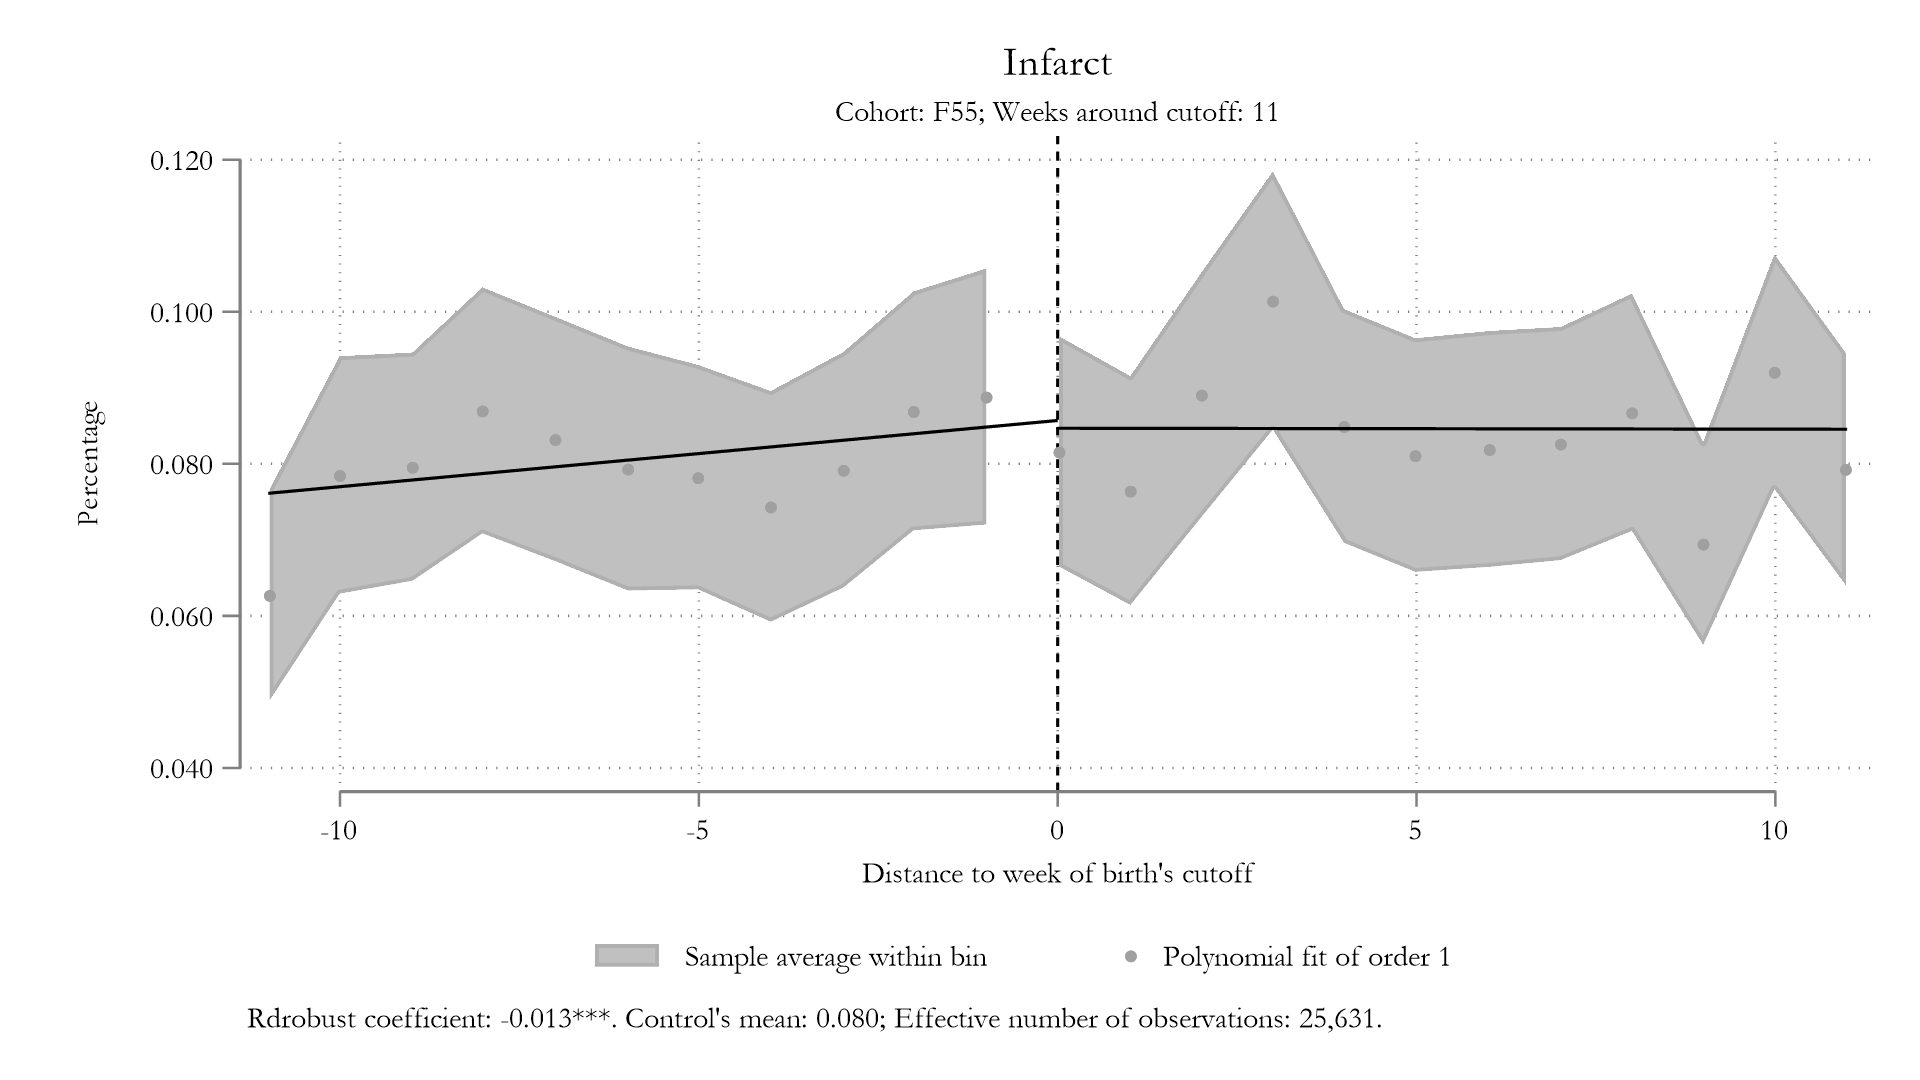 Infarct
Cohort: F55; Weeks around cutoff: 11
0.120
0.100
0.080
0.060
0.040
Percentage
-10 -5 0 5 10
Distance to week of birth's cutoff
Sample average within bin Polynomial fit of order 1
Rdrobust coefficient: -0.013***. Control's mean: 0.080; Effective number of observations: 25,631.